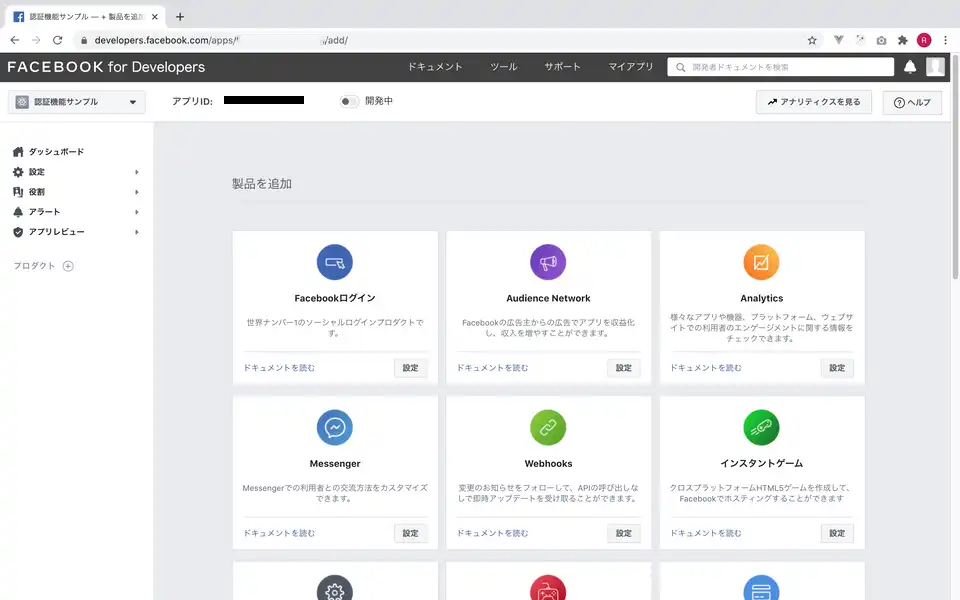 認証機能サンプル — + 製品を追加
developers.facebook.com/apps/
/add/
R
FACEBOOK for Developers
ドキュメント
ツール
サポート
マイアプリ
開発者ドキュメントを検索
認証機能サンプル
アプリID:
開発中
アナリティクスを見る
ヘルプ
ダッシュボード
設定
役割
アラート
アプリレビュー
プロダクト
製品を追加
Facebookログイン
世界ナンバー1のソーシャルログインプロダクトで
す。
ドキュメントを読む
設定
Audience Network
Facebookの広告主からの広告でアプリを収益化
し、収入を増やすことができます。
ドキュメントを読む
設定
Analytics
様々なアプリや機器、プラットフォーム、ウェブサ
イトでの利用者のエンゲージメントに関する情報を
チェックできます。
ドキュメントを読む
設定
Messenger
Messengerでの利用者との交流方法をカスタマイズ
できます。
ドキュメントを読む
設定
Webhooks
変更のお知らせをフォローして、APIの呼び出しな
しで即時アップデートを受け取ることができます。
ドキュメントを読む
設定
インスタントゲーム
クロスプラットフォームHTML5ゲームを作成して、
Facebookでホスティングすることができます
ドキュメントを読む
設定